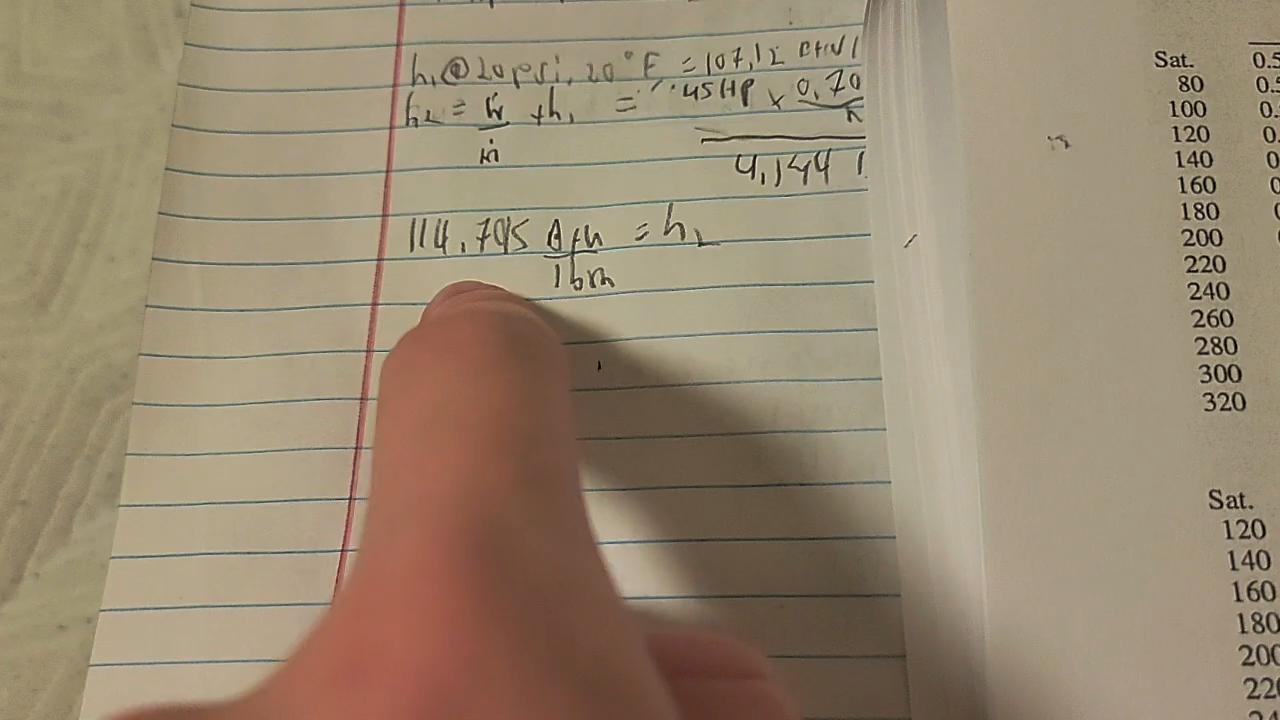 h₁@20psi, 20°F = 107,12 Btu/
h₂ = Ẇ + h₁ = .45HP × 0.70
ṁ
4.144
114.795 Btu = h₂
lbm
Sat. 0.5
80
100
120
140
160
180
200
220
240
260
280
300
320
Sat.
120
140
160
180
200